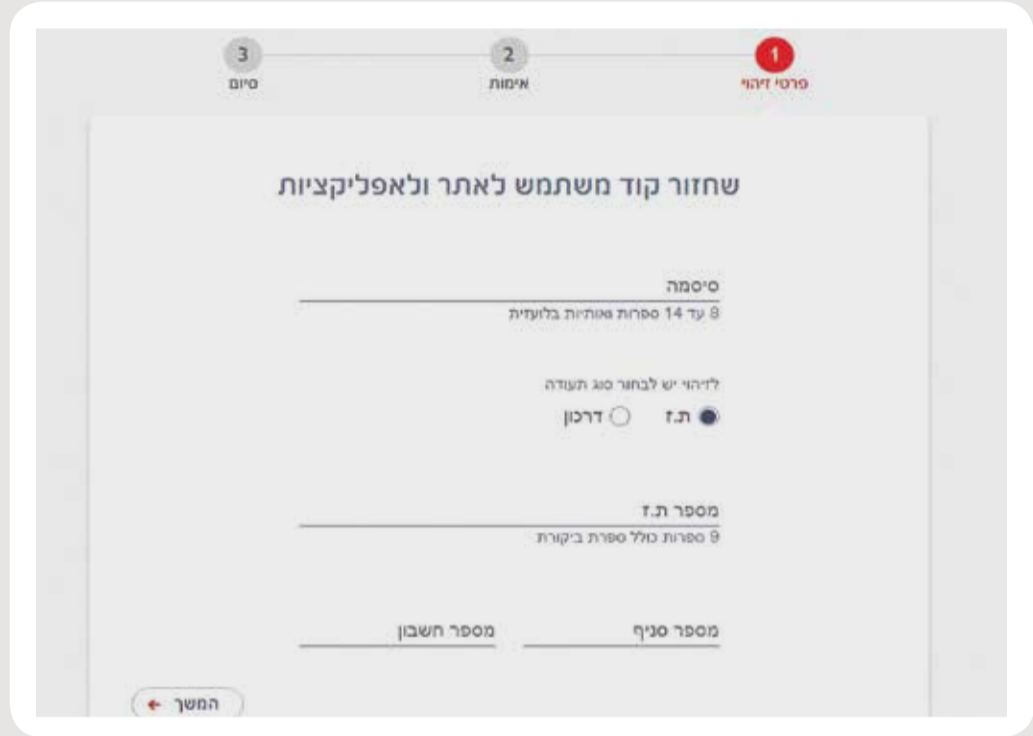 1
פרטי זיהוי
2
אימות
3
סיום
שחזור קוד משתמש לאתר ולאפליקציות
סיסמה
8 עד 14 ספרות ואותיות בלועזית
לזיהוי יש לבחור סוג תעודה
ת.ז דרכון
מספר ת.ז
9 ספרות כולל ספרת ביקורת
מספר סניף מספר חשבון
המשך